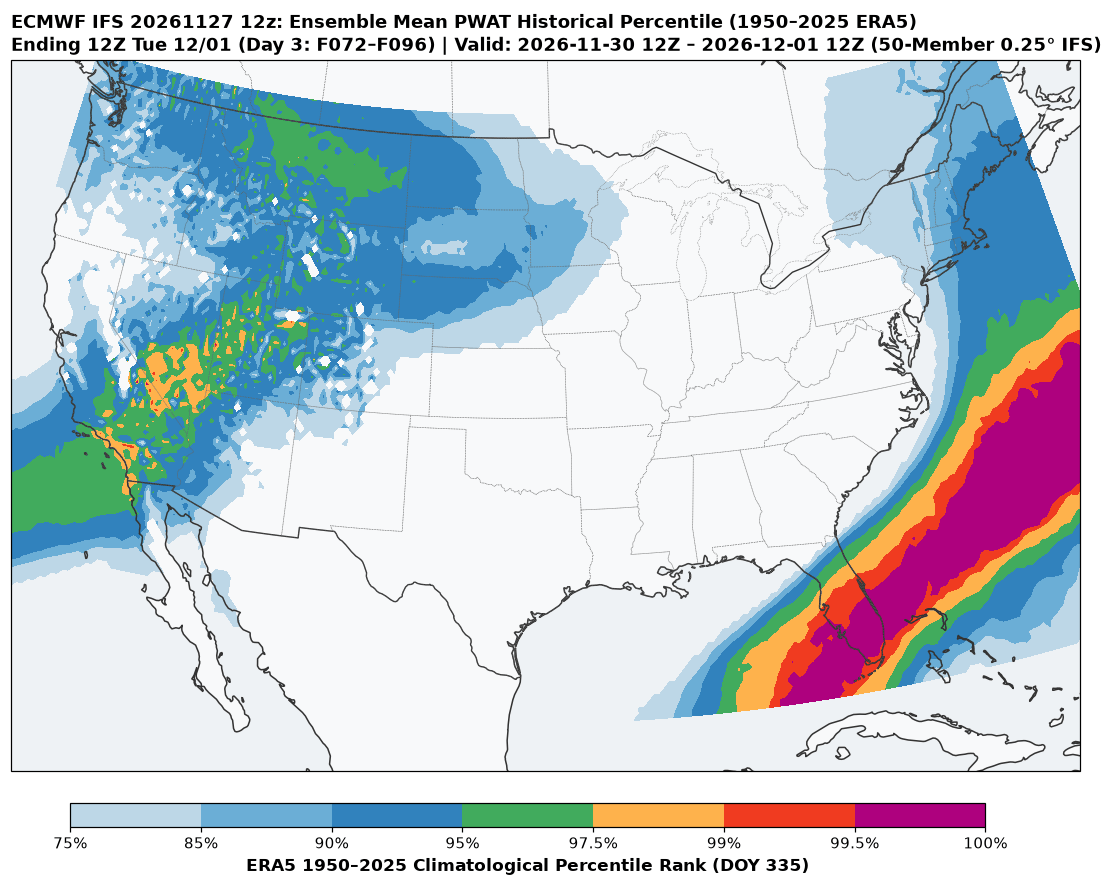 ECMWF IFS 20261127 12z: Ensemble Mean PWAT Historical Percentile (1950–2025 ERA5)
Ending 12Z Tue 12/01 (Day 3: F072–F096) | Valid: 2026-11-30 12Z – 2026-12-01 12Z (50-Member 0.25° IFS)
75% 85% 90% 95% 97.5% 99% 99.5% 100%
ERA5 1950–2025 Climatological Percentile Rank (DOY 335)